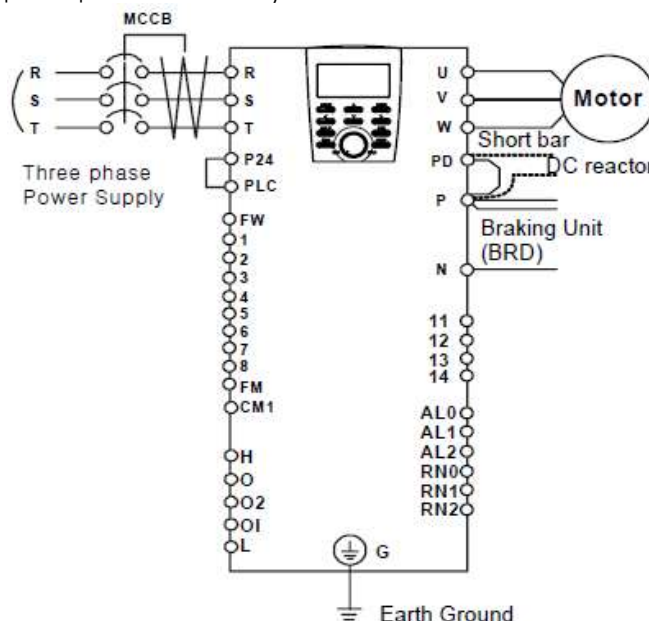 MCCB
R
S
T
R
S
T
Three phase
Power Supply
P24
PLC
FW
1
2
3
4
5
6
7
8
FM
CM1
H
O
O2
OI
L
U
V
W
Motor
Short bar
PD
DC reactor
P
Braking Unit
(BRD)
N
11
12
13
14
AL0
AL1
AL2
RN0
RN1
RN2
G
Earth Ground